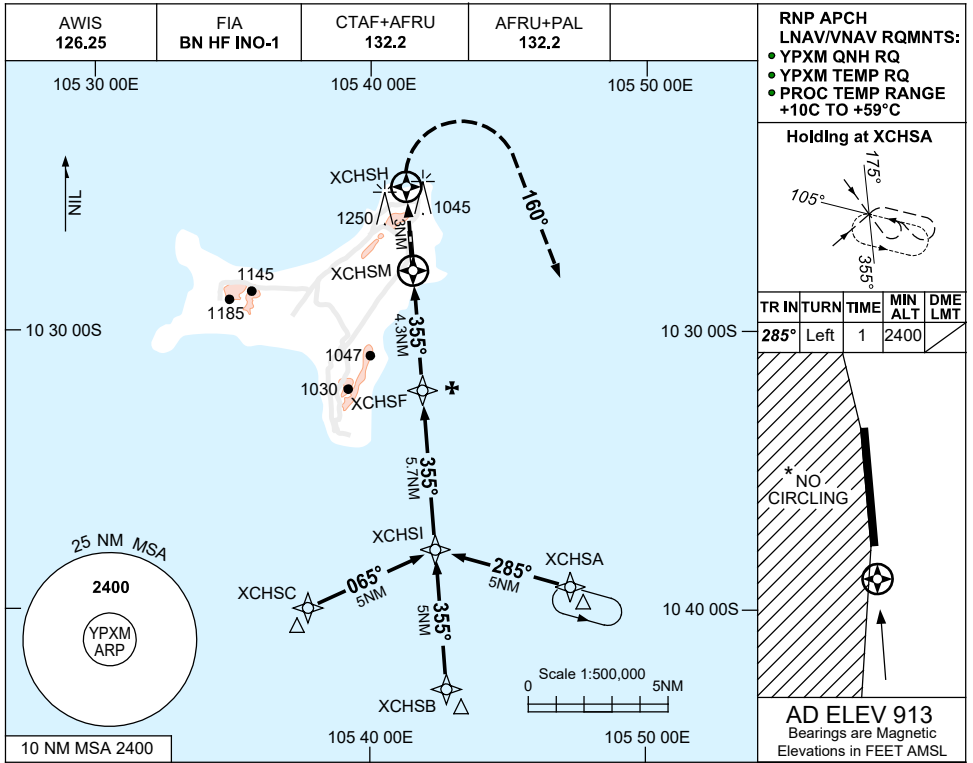 AWIS
126.25
FIA
BN HF INO-1
CTAF+AFRU
132.2
AFRU+PAL
132.2
RNP APCH
LNAV/VNAV RQMNTS:
YPXM QNH RQ
YPXM TEMP RQ
PROC TEMP RANGE
+10C TO +59°C
105 30 00E
105 40 00E
105 50 00E
Holding at XCHSA
175°
105°
355°
TR IN
TURN
TIME
MIN
ALT
DME
LMT
285°
Left
1
2400
NIL
XCHSH
1250
1045
3NM
160°
XCHSM
1145
1185
10 30 00S
10 30 00S
355°
4.3NM
1047
1030
XCHSF
355°
5.7NM
* NO
CIRCLING
XCHSI
25 NM MSA
2400
YPXM
ARP
XCHSC
065°
5NM
285°
5NM
XCHSA
355°
5NM
10 40 00S
Scale 1:500,000
0
5NM
XCHSB
10 NM MSA 2400
105 40 00E
105 50 00E
AD ELEV 913
Bearings are Magnetic
Elevations in FEET AMSL